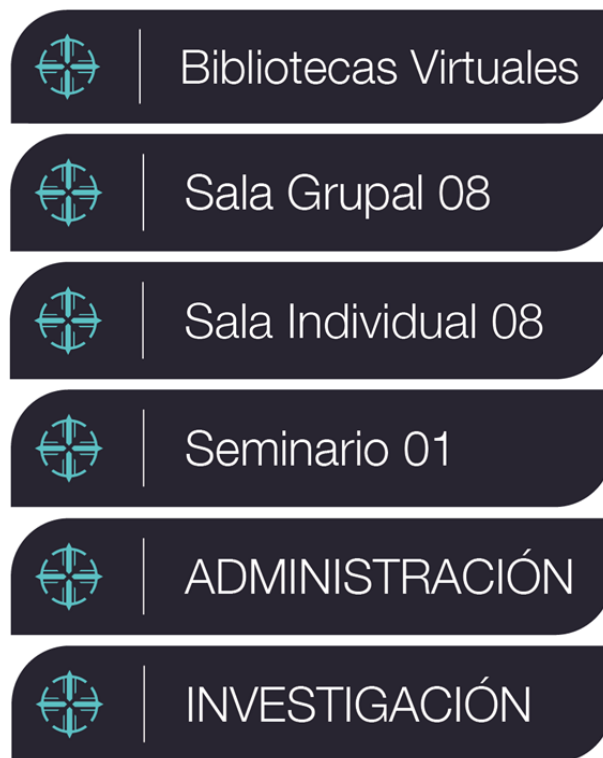 Bibliotecas Virtuales
Sala Grupal 08
Sala Individual 08
Seminario 01
ADMINISTRACIÓN
INVESTIGACIÓN